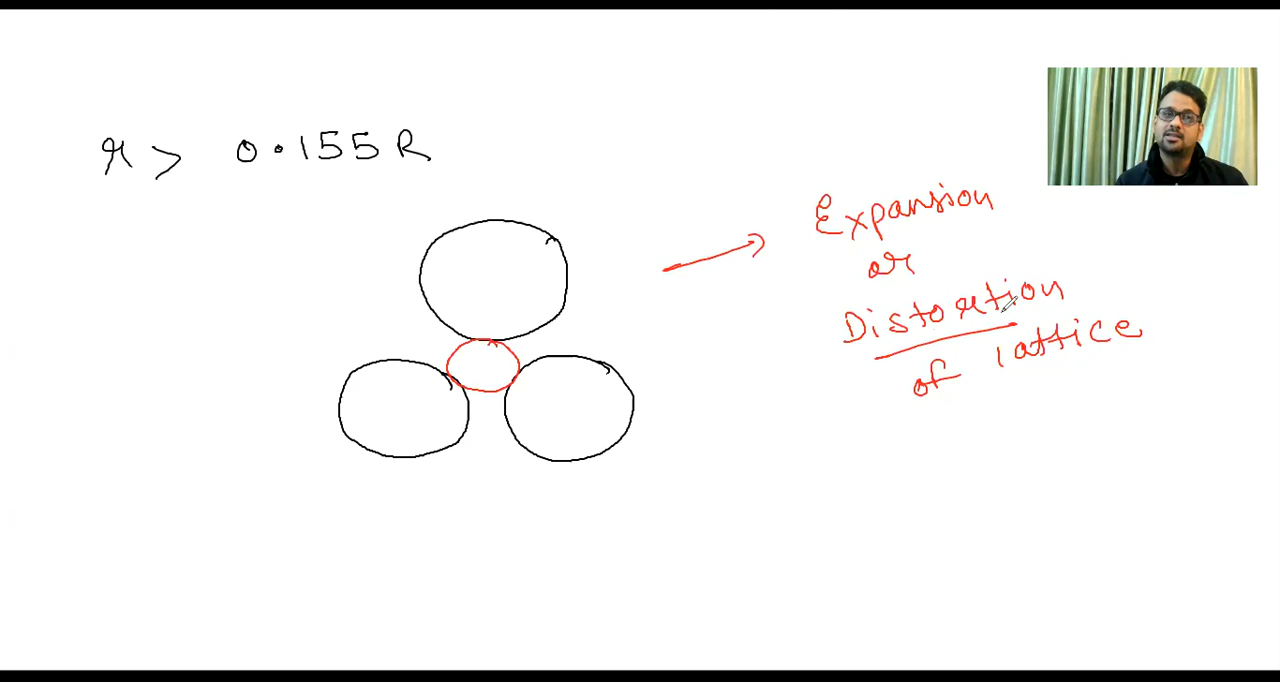 r > 0.155 R
Expansion
or
Distortion
of lattice